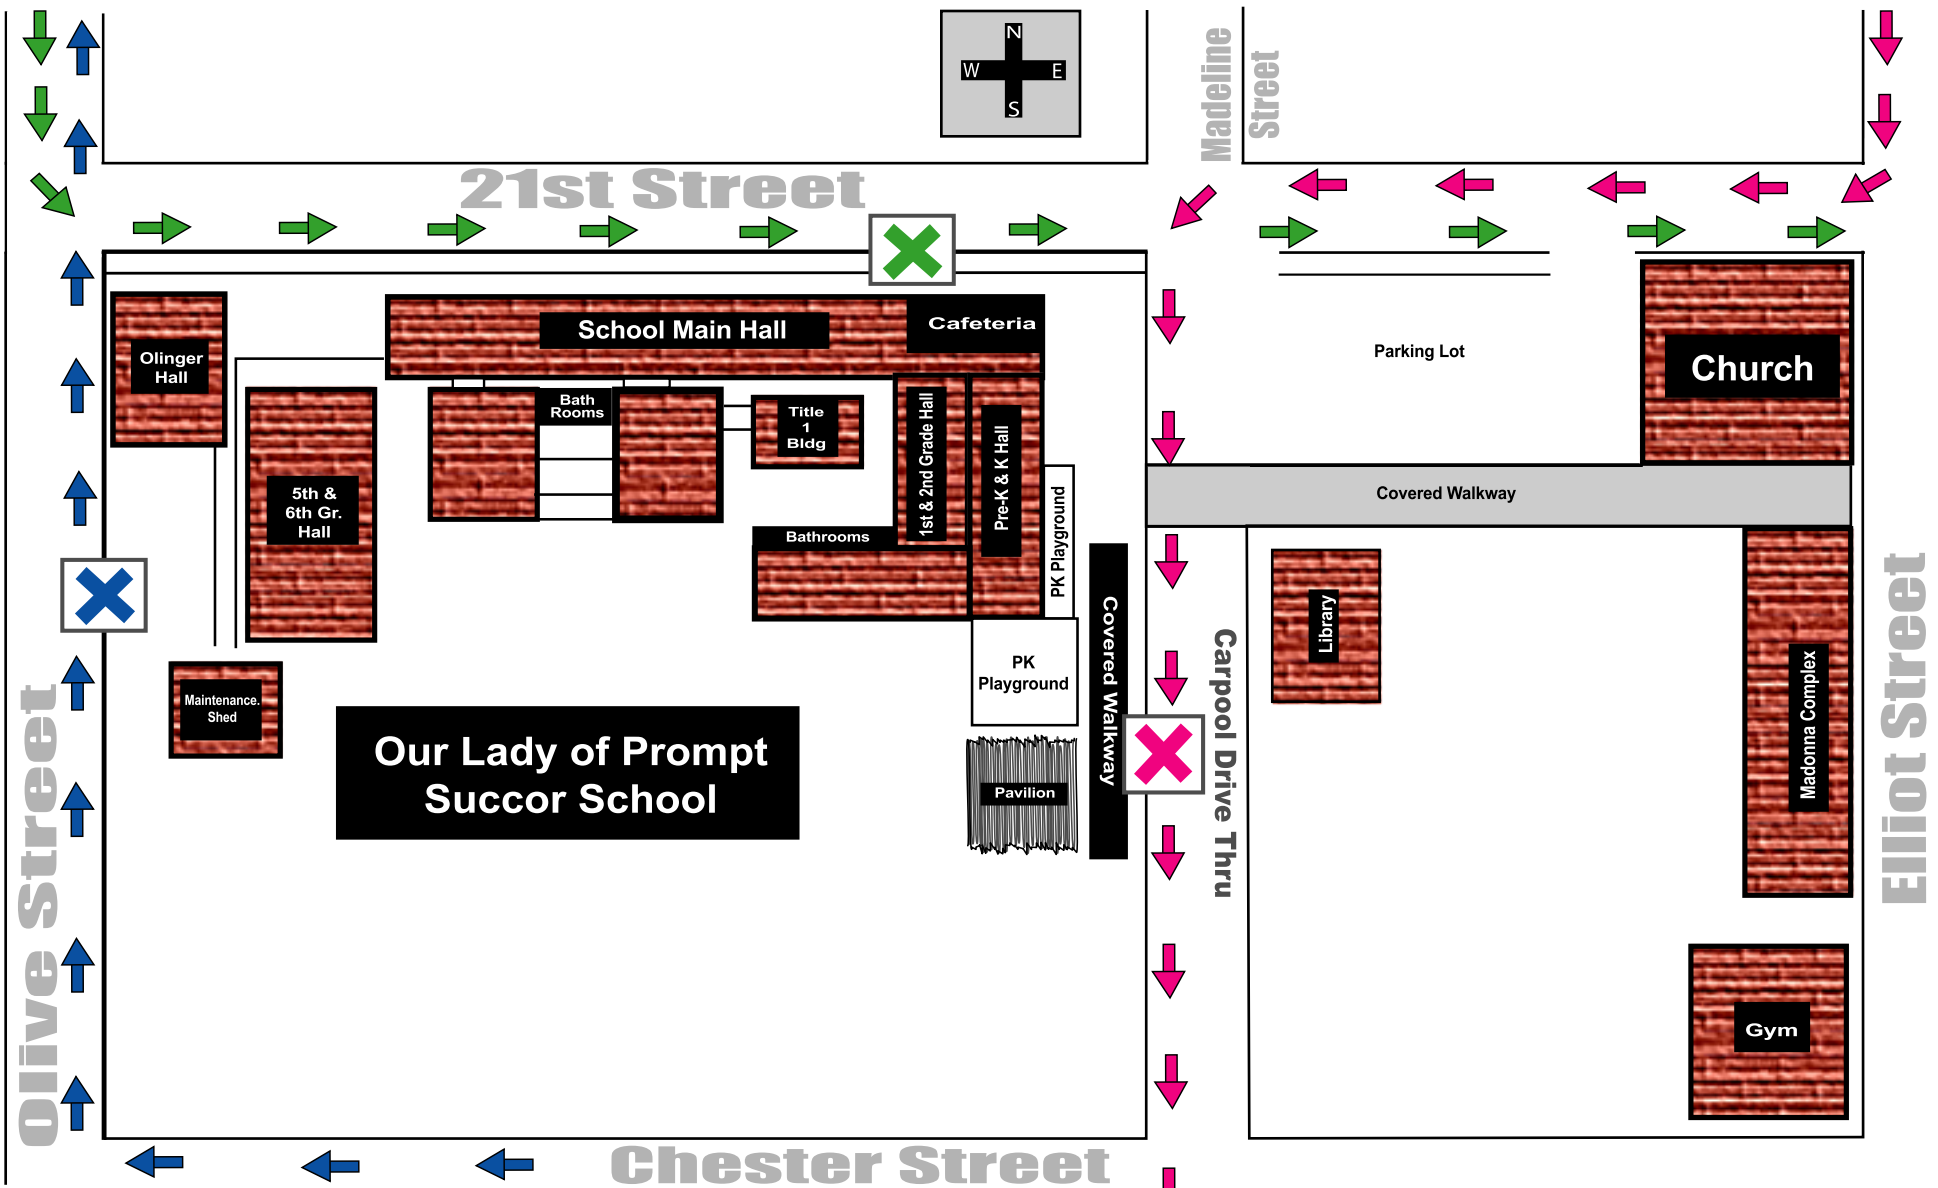 N
W E
S
Madeline
Street
21st Street
School Main Hall
Cafeteria
Olinger
Hall
Parking Lot
Church
Bath
Rooms
Title
1
Bldg
1st & 2nd Grade Hall
Pre-K & K Hall
5th &
6th Gr.
Hall
Covered Walkway
PK Playground
Bathrooms
Library
Covered Walkway
Carpool Drive Thru
Madonna Complex
Elliot Street
PK
Playground
Maintenance.
Shed
Our Lady of Prompt
Succor School
Pavilion
Olive Street
Gym
Chester Street